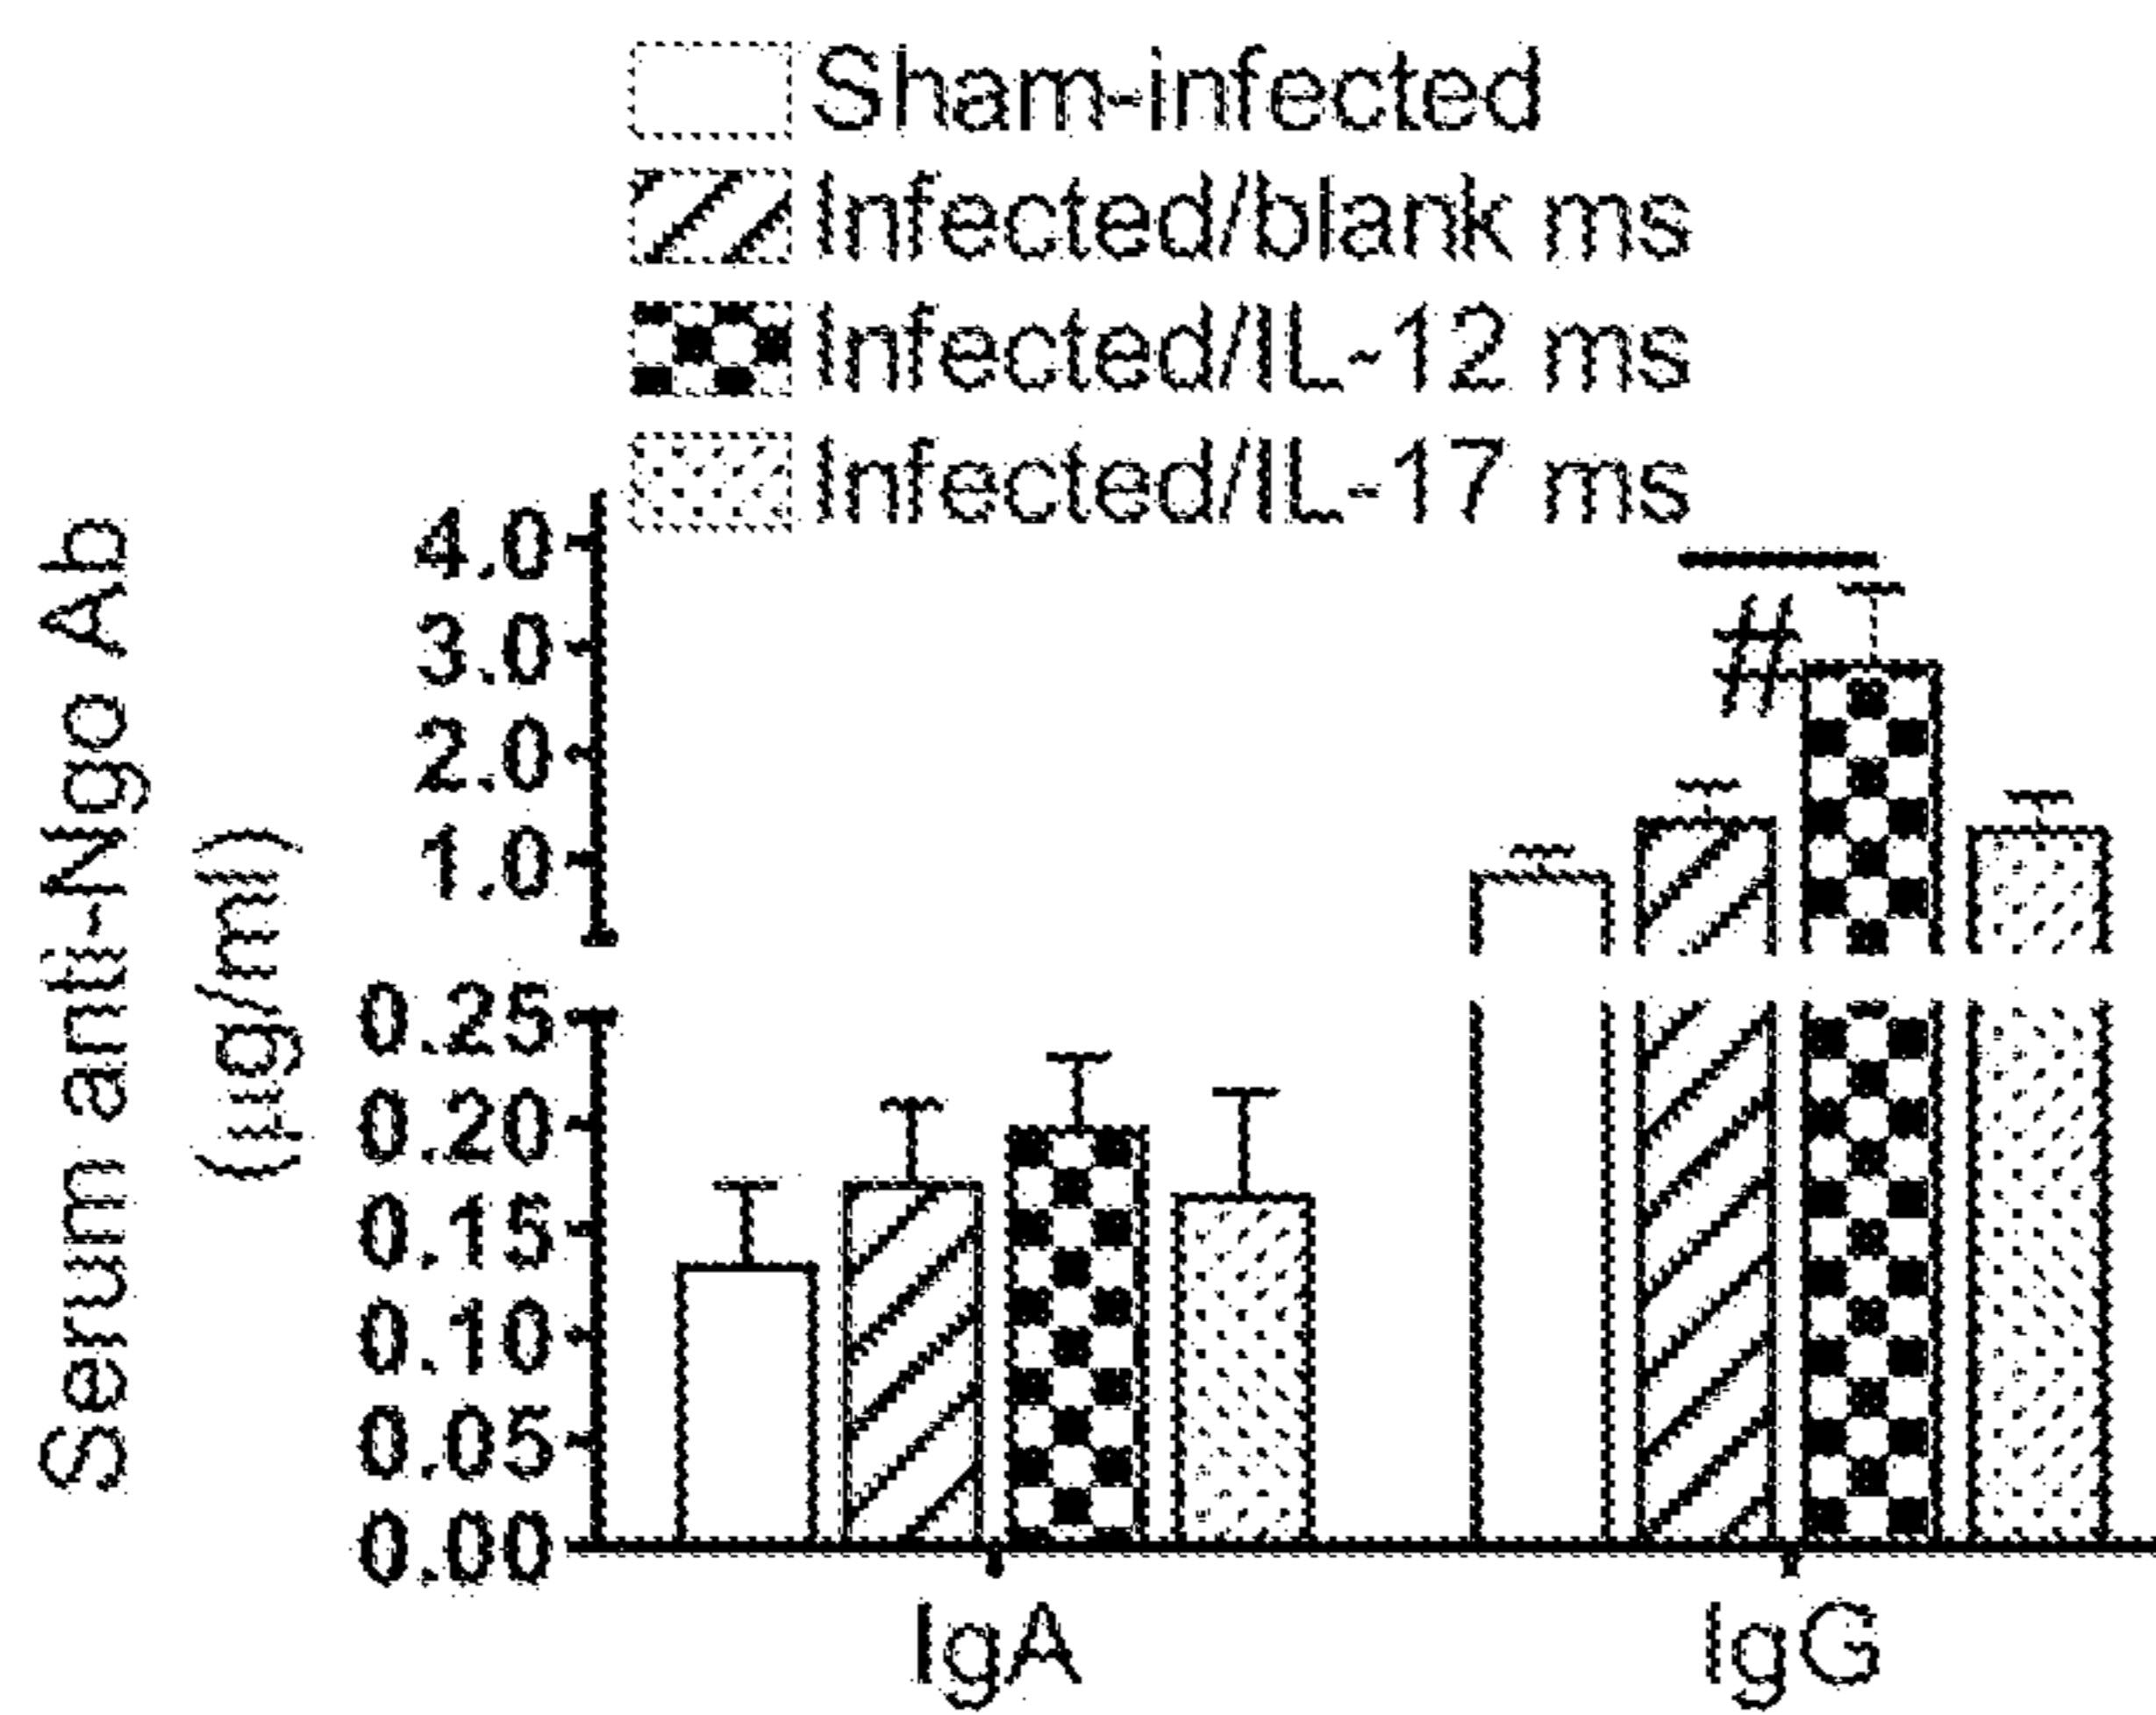 Sham-infected
Infected/blank ms
Infected/IL-12 ms
Infected/IL-17 ms
Serum anti-Ngo Ab
(µg/ml)
4.0
3.0
2.0
1.0
0.25
0.20
0.15
0.10
0.05
0.00
#
IgA
IgG